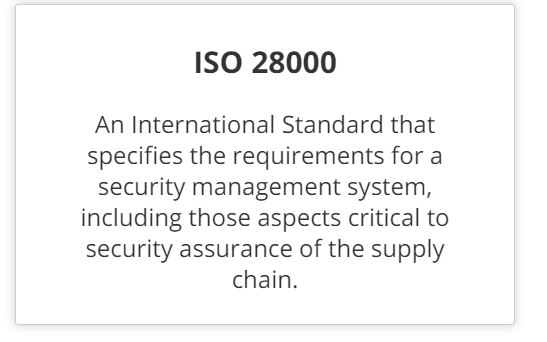 ISO 28000
An International Standard that
specifies the requirements for a
security management system,
including those aspects critical to
security assurance of the supply
chain.